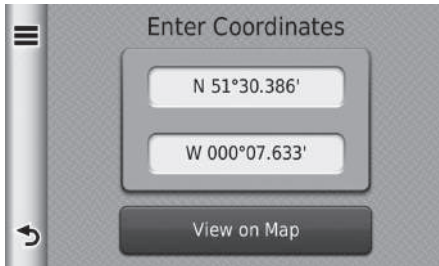 Enter Coordinates
N 51°30.386'
W 000°07.633'
View on Map